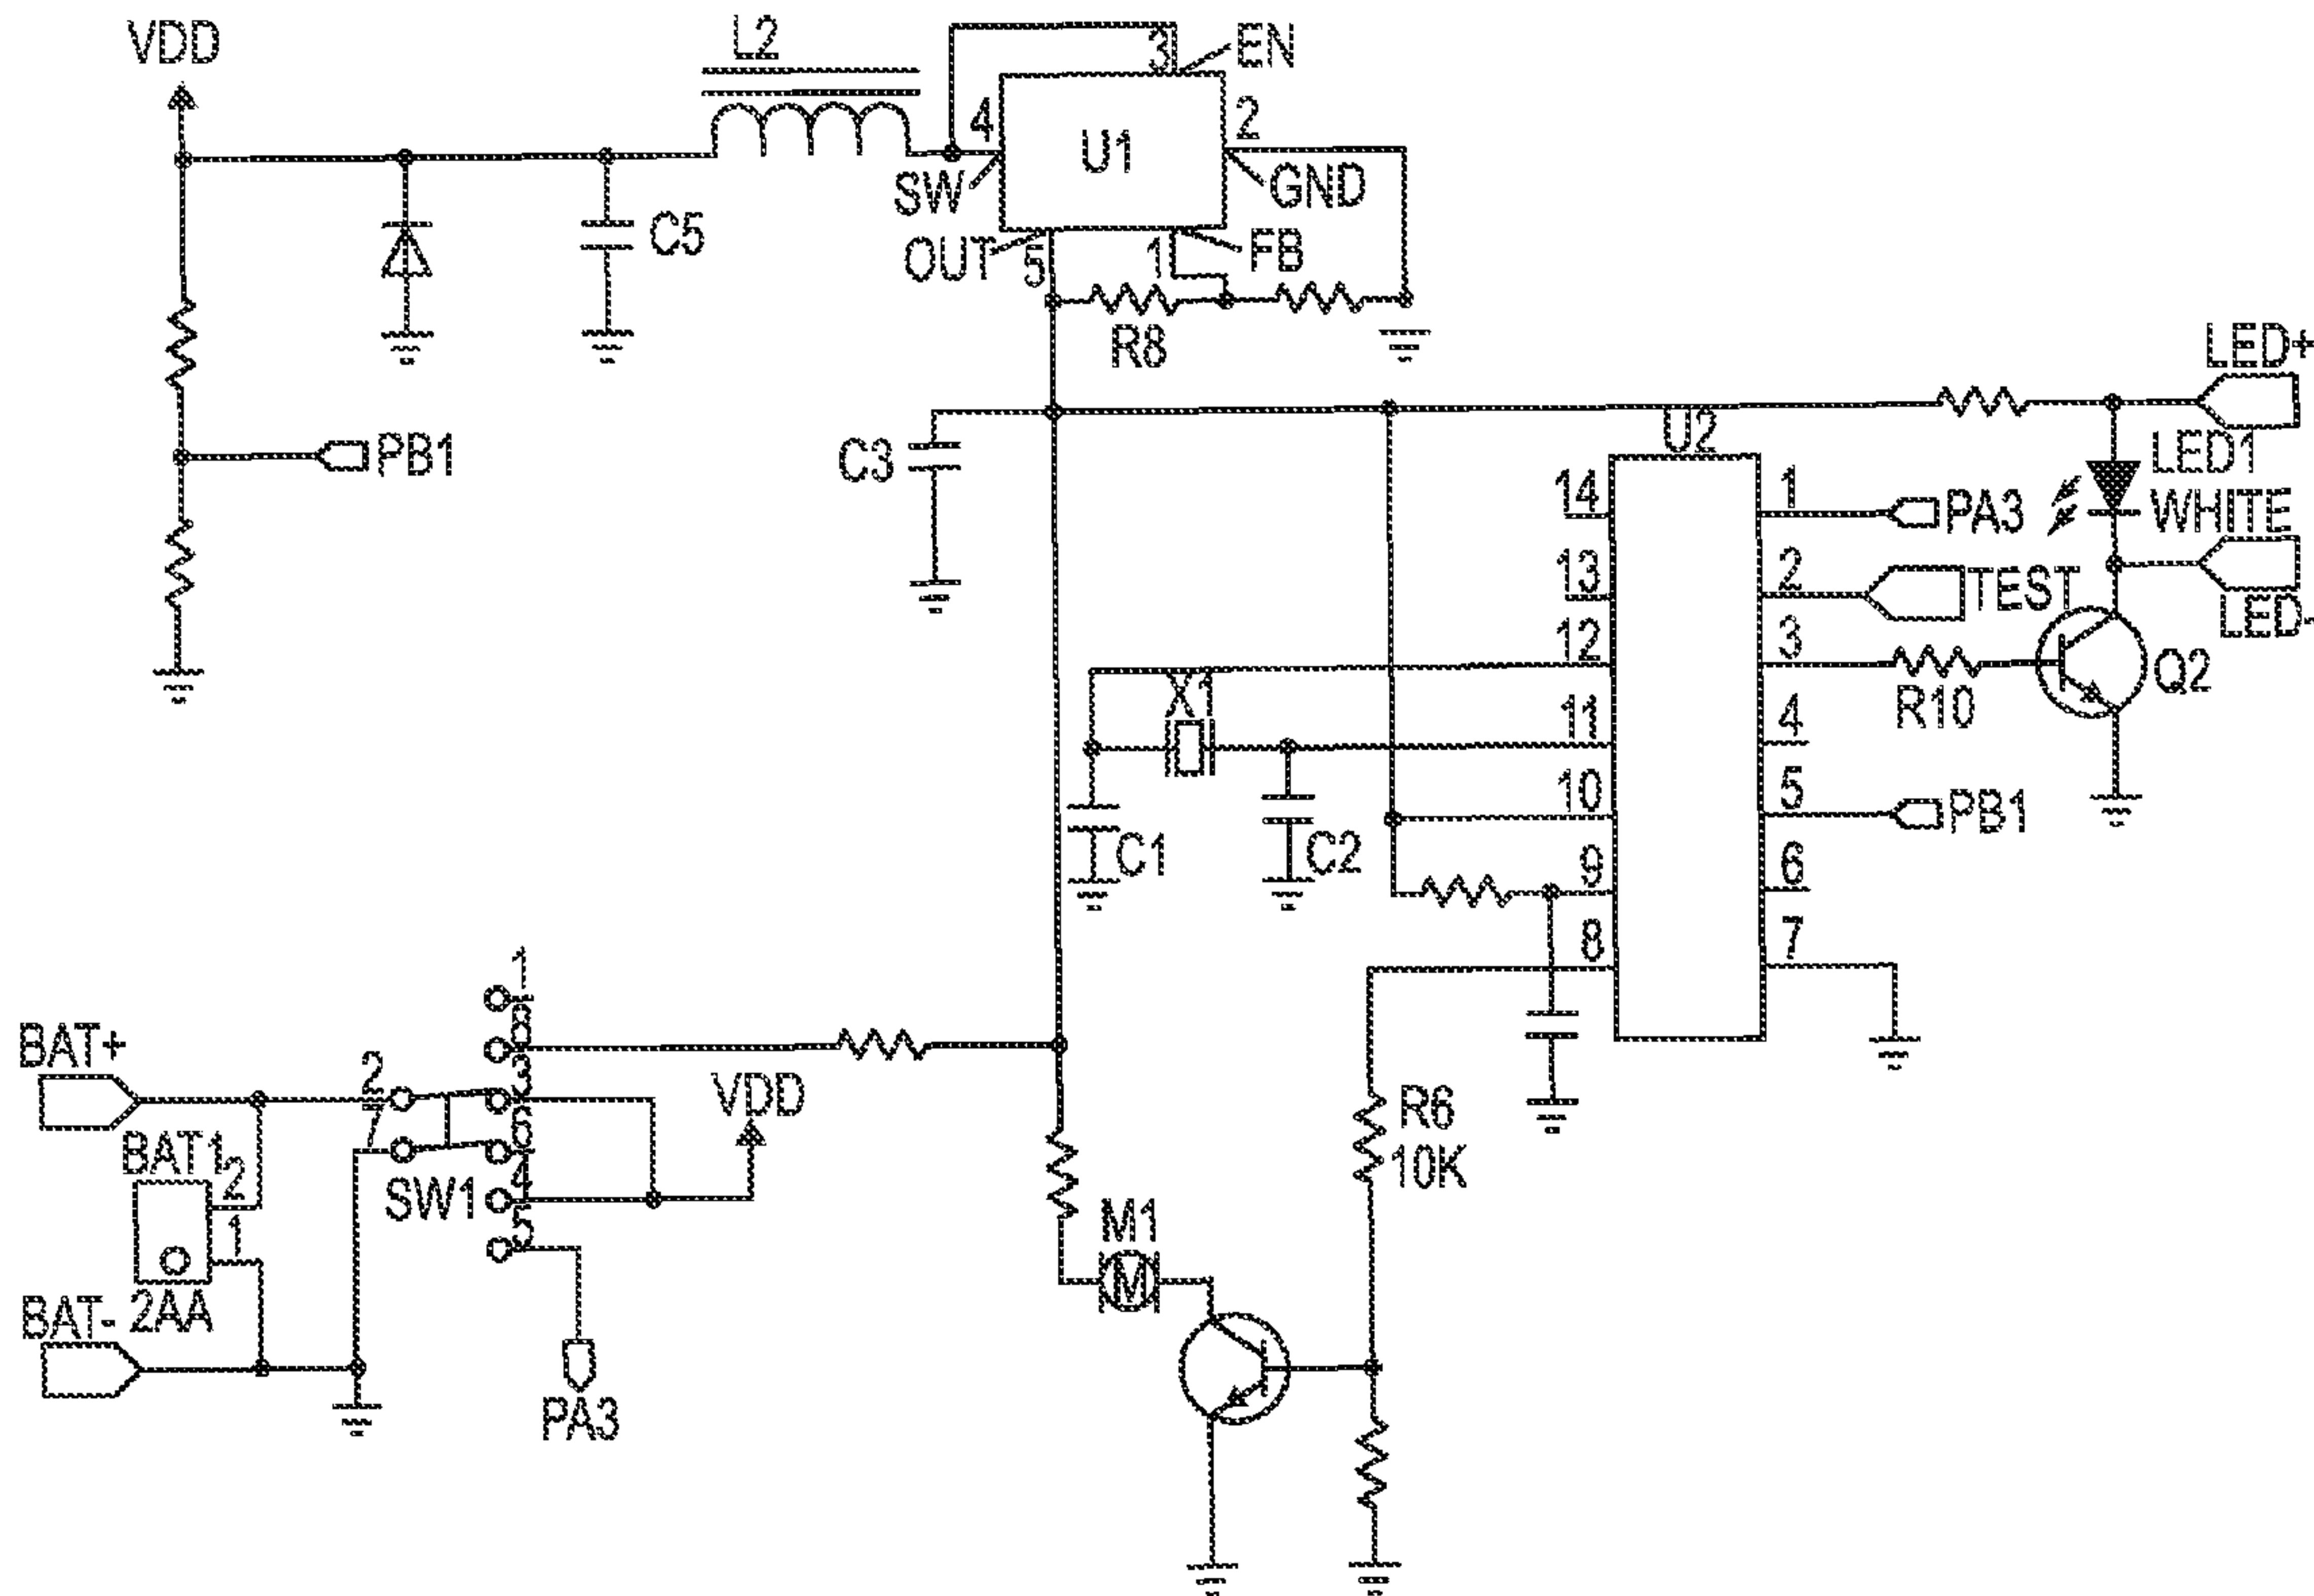 VDD
L2
3
EN
4
U1
2
SW
GND
OUT
5
1
FB
R8
LED+
PB1
C3
U2
LED1
WHITE
14
1
PA3
13
2
TEST
LED-
12
3
X1
R10
Q2
11
4
10
5
PB1
C1
C2
9
6
8
7
1
8
BAT+
2
3
VDD
7
6
BAT1
2
SW1
4
1
5
2AA
BAT-
PA3
R6
10K
M1
M